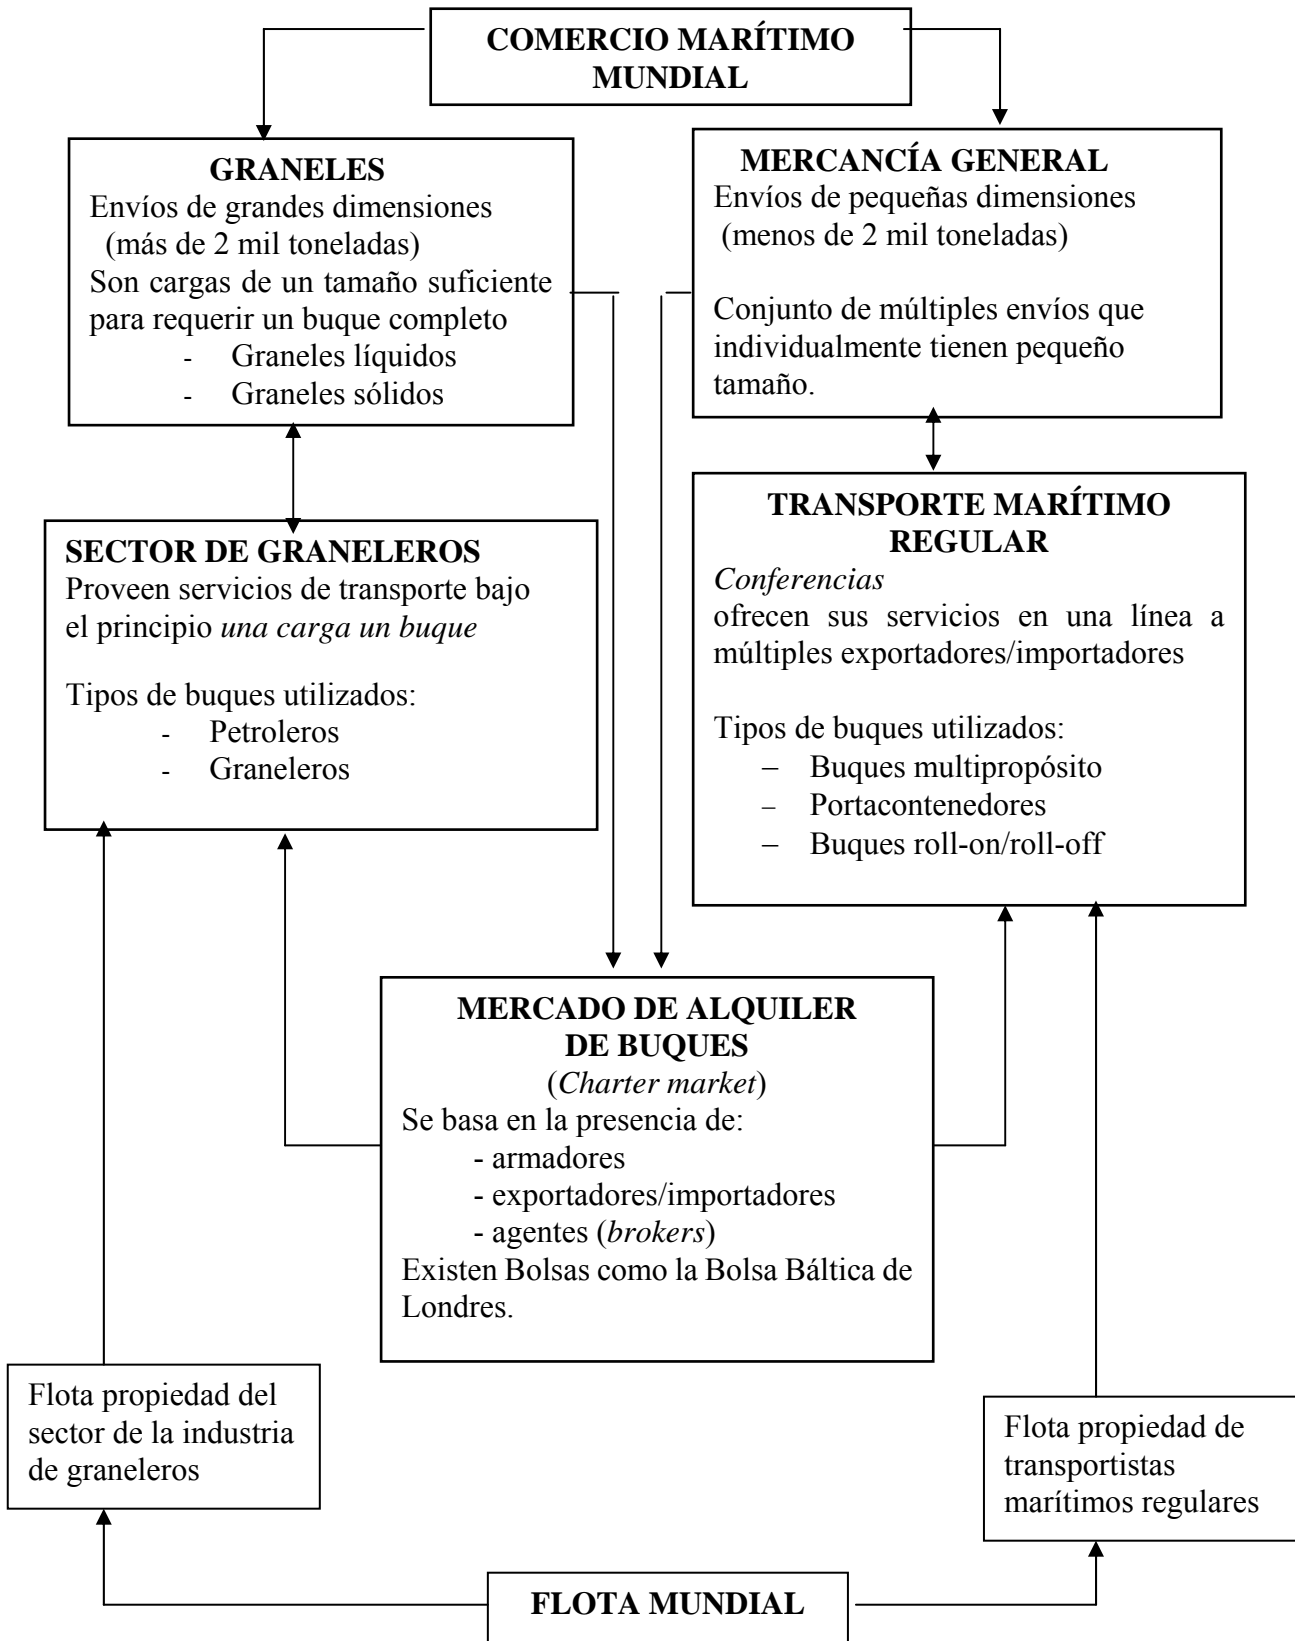 COMERCIO MARÍTIMO
MUNDIAL
GRANELES
Envíos de grandes dimensiones
(más de 2 mil toneladas)
Son cargas de un tamaño suficiente
para requerir un buque completo
- Graneles líquidos
- Graneles sólidos
MERCANCÍA GENERAL
Envíos de pequeñas dimensiones
(menos de 2 mil toneladas)
Conjunto de múltiples envíos que
individualmente tienen pequeño
tamaño.
SECTOR DE GRANELEROS
Proveen servicios de transporte bajo
el principio una carga un buque
Tipos de buques utilizados:
- Petroleros
- Graneleros
TRANSPORTE MARÍTIMO
REGULAR
Conferencias
ofrecen sus servicios en una línea a
múltiples exportadores/importadores
Tipos de buques utilizados:
– Buques multipropósito
– Portacontenedores
– Buques roll-on/roll-off
MERCADO DE ALQUILER
DE BUQUES
(Charter market)
Se basa en la presencia de:
- armadores
- exportadores/importadores
- agentes (brokers)
Existen Bolsas como la Bolsa Báltica de
Londres.
Flota propiedad del
sector de la industria
de graneleros
Flota propiedad de
transportistas
marítimos regulares
FLOTA MUNDIAL